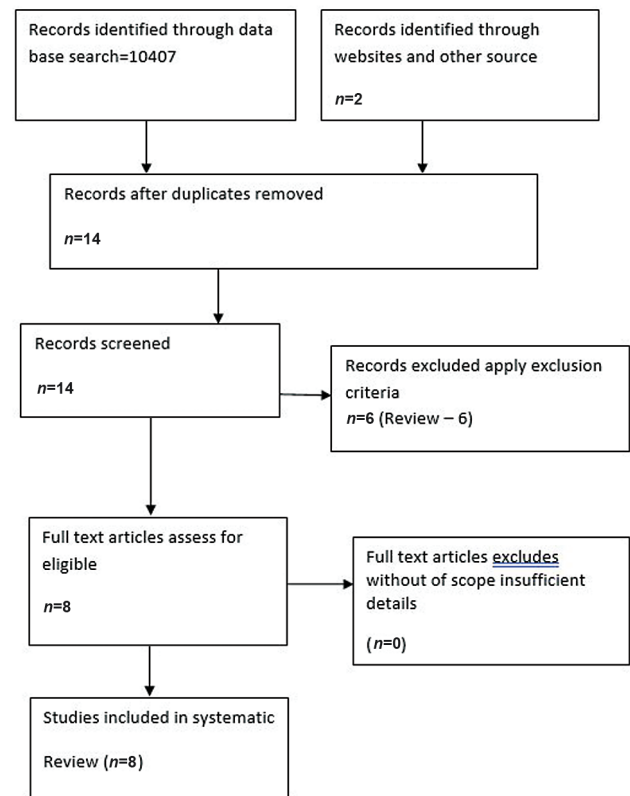 Records identified through data
base search=10407
Records identified through
websites and other source
n=2
Records after duplicates removed
n=14
Records screened
n=14
Records excluded apply exclusion
criteria
n=6 (Review – 6)
Full text articles assess for
eligible
n=8
Full text articles excludes
without of scope insufficient
details
(n=0)
Studies included in systematic
Review (n=8)